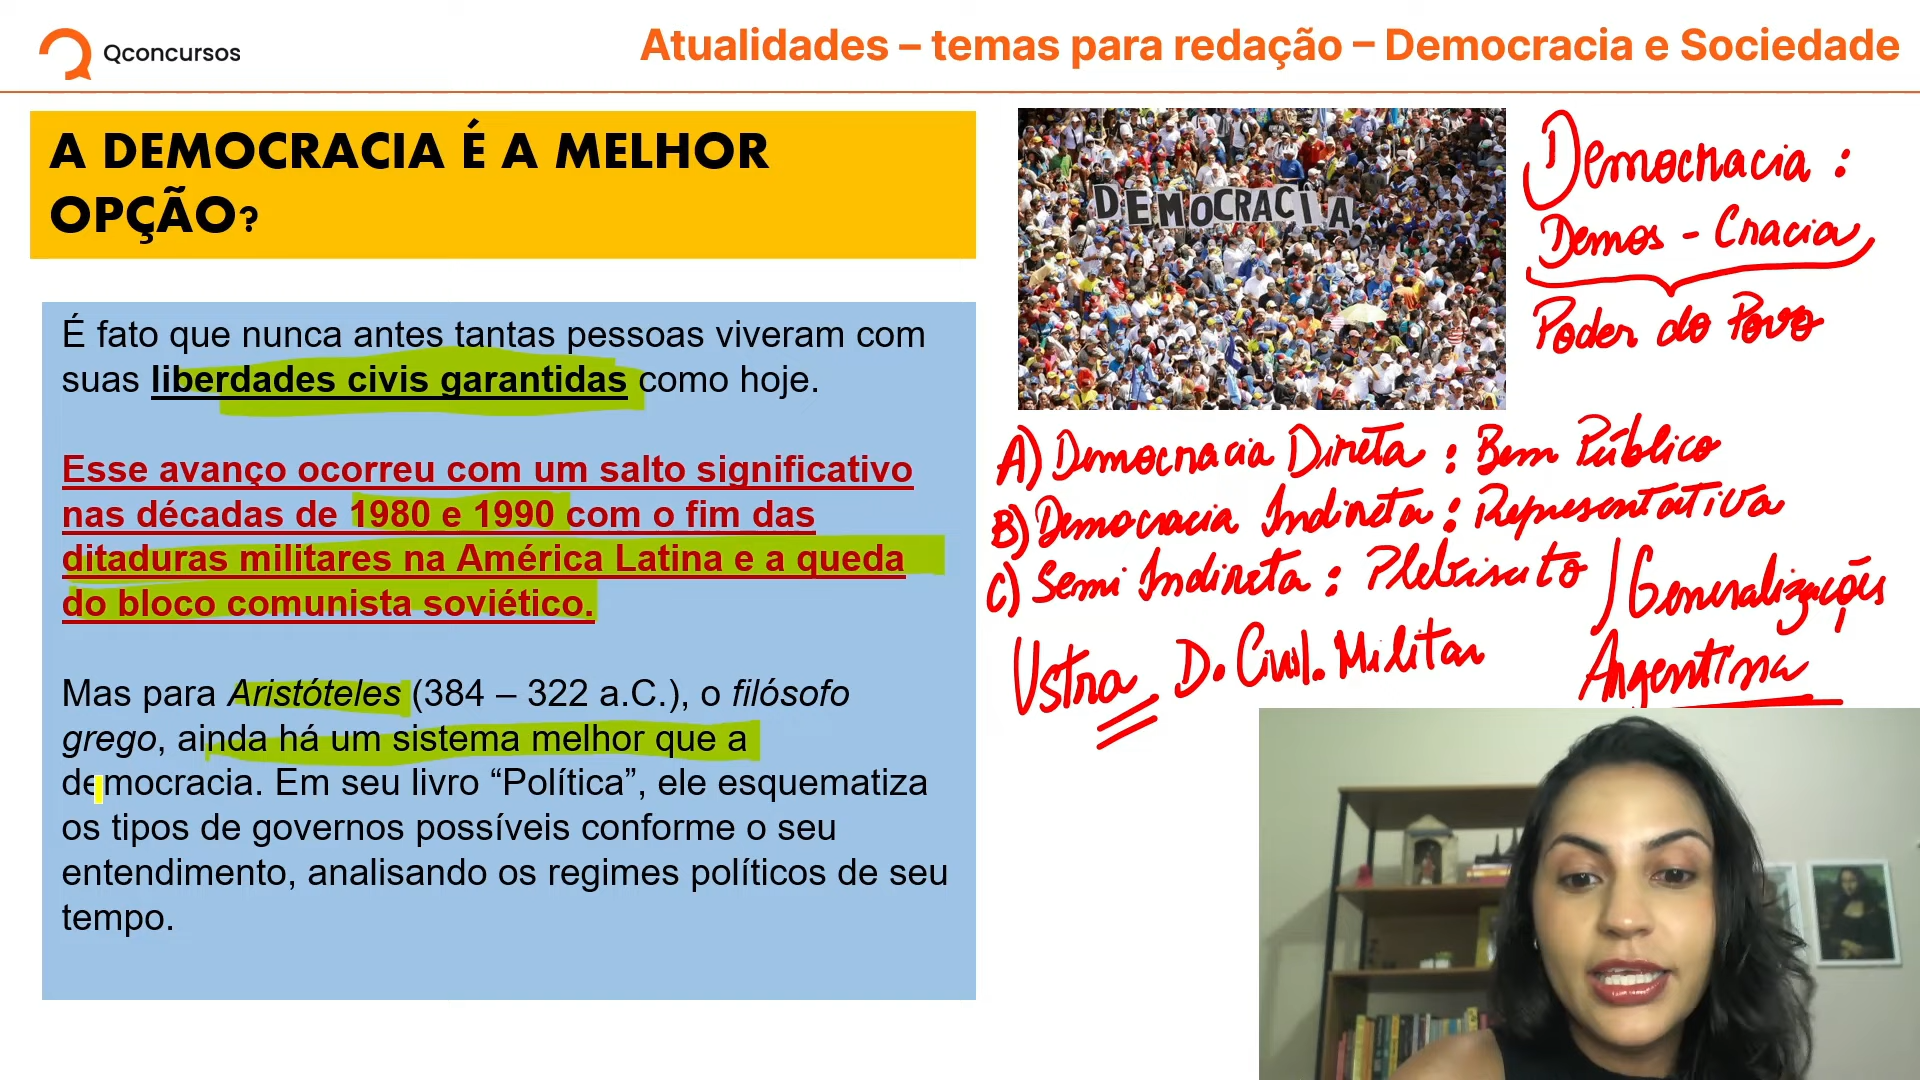 Qconcursos
Atualidades – temas para redação – Democracia e Sociedade
A DEMOCRACIA É A MELHOR
OPÇÃO?
É fato que nunca antes tantas pessoas viveram com
suas liberdades civis garantidas como hoje.
Esse avanço ocorreu com um salto significativo
nas décadas de 1980 e 1990 com o fim das
ditaduras militares na América Latina e a queda
do bloco comunista soviético.
Mas para Aristóteles (384 – 322 a.C.), o filósofo
grego, ainda há um sistema melhor que a
democracia. Em seu livro “Política”, ele esquematiza
os tipos de governos possíveis conforme o seu
entendimento, analisando os regimes políticos de seu
tempo.
DEMOCRACIA
Democracia :
Demos - Cracia
Poder do Povo
A) Democracia Direta : Bem Público
B) Democracia Indireta : Representativa
C) Semi Indireta : Plebiscito
Generalizações
Argentina
Ustra D. Civil. Militar